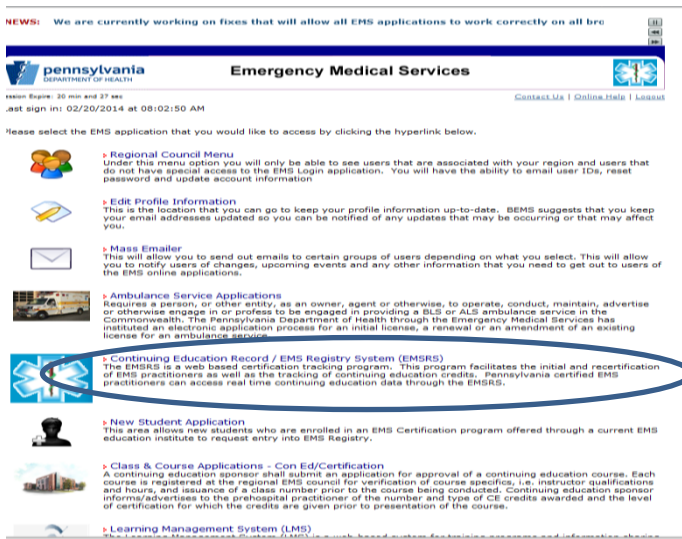 NEWS: We are currently working on fixes that will allow all EMS applications to work correctly on all bro
pennsylvania
DEPARTMENT OF HEALTH
Emergency Medical Services
ession Expire: 20 min and 27 sec
Contact Us | Online Help | Logout
ast sign in: 02/20/2014 at 08:02:50 AM
Please select the EMS application that you would like to access by clicking the hyperlink below.
Regional Council Menu
Under this menu option you will only be able to see users that are associated with your region and users that
do not have special access to the EMS Login application. You will have the ability to email user IDs, reset
password and update account information
Edit Profile Information
This is the location that you can go to keep your profile information up-to-date. BEMS suggests that you keep
your email addresses updated so you can be notified of any updates that may be occurring or that may affect
you.
Mass Emailer
This will allow you to send out emails to certain groups of users depending on what you select. This will allow
you to notify users of changes, upcoming events and any other information that you need to get out to users of
the EMS online applications.
Ambulance Service Applications
Requires a person, or other entity, as an owner, agent or otherwise, to operate, conduct, maintain, advertise
or otherwise engage in or profess to be engaged in providing a BLS or ALS ambulance service in the
Commonwealth. The Pennsylvania Department of Health through the Emergency Medical Services has
instituted an electronic application process for an initial license, a renewal or an amendment of an existing
license for an ambulance service.
Continuing Education Record / EMS Registry System (EMSRS)
The EMSRS is a web based certification tracking program. This program facilitates the initial and recertification
of EMS practitioners as well as the tracking of continuing education credits. Pennsylvania certified EMS
practitioners can access real time continuing education data through the EMSRS.
New Student Application
This area allows new students who are enrolled in an EMS Certification program offered through a current EMS
education institute to request entry into EMS Registry.
Class & Course Applications - Con Ed/Certification
A continuing education sponsor shall submit an application for approval of a continuing education course. Each
course is registered at the regional EMS council for verification of course specifics, i.e. instructor qualifications
and hours, and issuance of a class number prior to the course being conducted. Continuing education sponsor
informs/advertises to the prehospital practitioner of the number and type of CE credits awarded and the level
of certification for which the credits are given prior to presentation of the course.
Learning Management System (LMS)